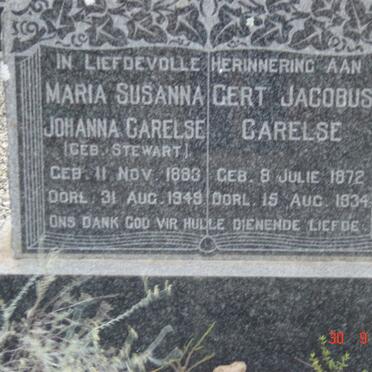 IN LIEFDEVOLLE HERINNERING AAN
MARIA SUSANNA
JOHANNA CARELSE
(GEB. STEWART)
GEB. 11 NOV. 1883
OORL. 31 AUG. 1949
GERT JACOBUS
CARELSE
GEB. 8 JULIE 1872
OORL. 15 AUG. 1934
ONS DANK GOD VIR HULLE DIENENDE LIEFDE
30 9